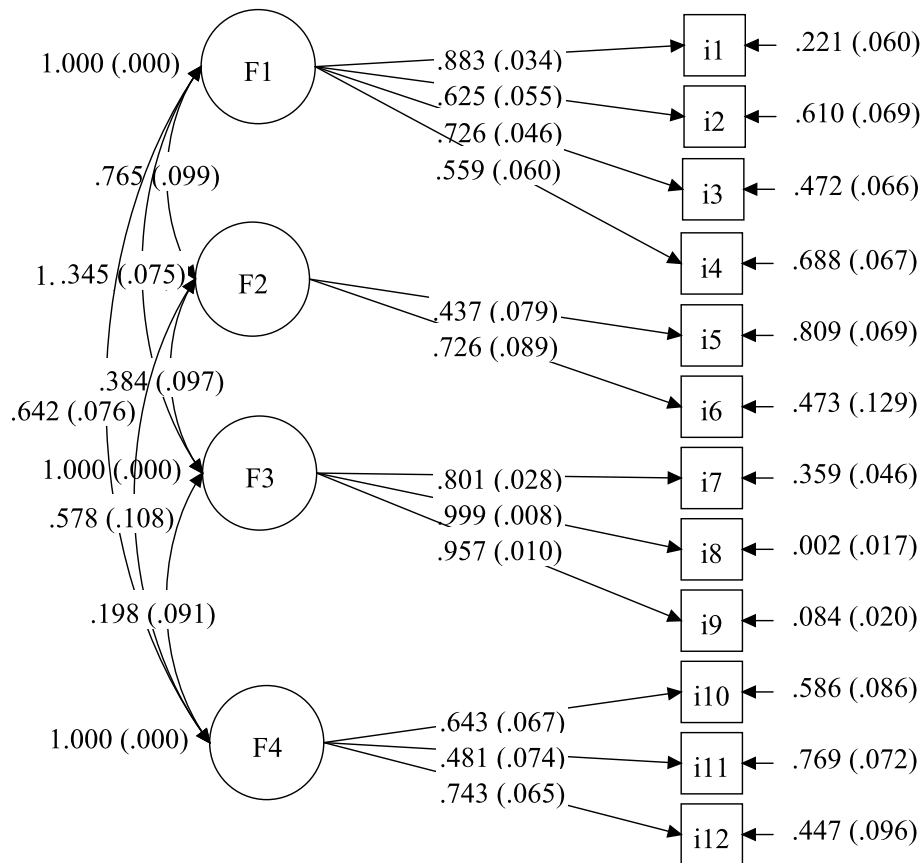 1.000 (.000)
F1
.883 (.034)
i1
.221 (.060)
.625 (.055)
i2
.610 (.069)
.726 (.046)
i3
.472 (.066)
.559 (.060)
i4
.688 (.067)
.765 (.099)
1.
.345 (.075)
F2
.437 (.079)
i5
.809 (.069)
.726 (.089)
i6
.473 (.129)
.384 (.097)
.642 (.076)
1.000 (.000)
F3
.801 (.028)
i7
.359 (.046)
.999 (.008)
i8
.002 (.017)
.957 (.010)
i9
.084 (.020)
.578 (.108)
.198 (.091)
1.000 (.000)
F4
.643 (.067)
i10
.586 (.086)
.481 (.074)
i11
.769 (.072)
.743 (.065)
i12
.447 (.096)